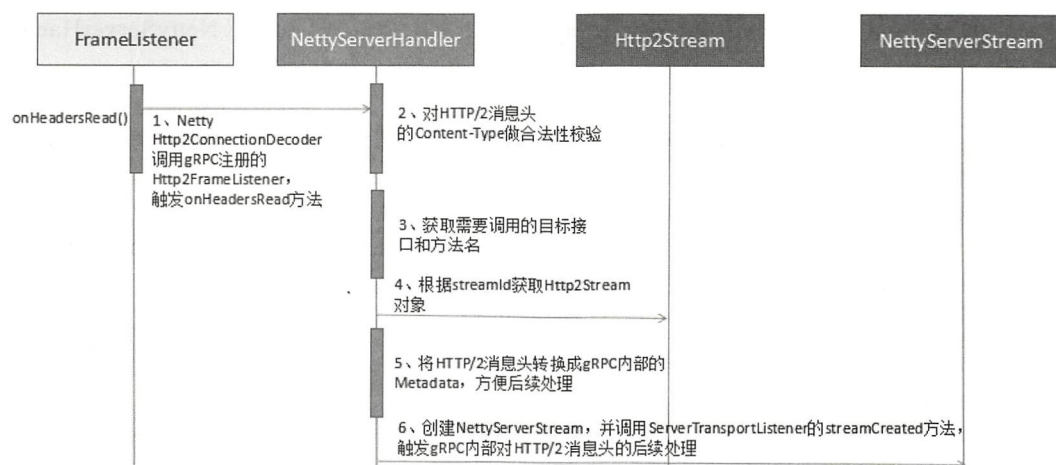 FrameListener
NettyServerHandler
Http2Stream
NettyServerStream
onHeadersRead()
1、Netty
Http2ConnectionDecoder
调用gRPC注册的
Http2FrameListener，
触发onHeadersRead方法
2、对HTTP/2消息头
的Content-Type做合法性校验
3、获取需要调用的目标接
口和方法名
4、根据streamId获取Http2Stream
对象
5、将HTTP/2消息头转换成gRPC内部的
Metadata，方便后续处理
6、创建NettyServerStream，并调用ServerTransportListener的streamCreated方法，
触发gRPC内部对HTTP/2消息头的后续处理